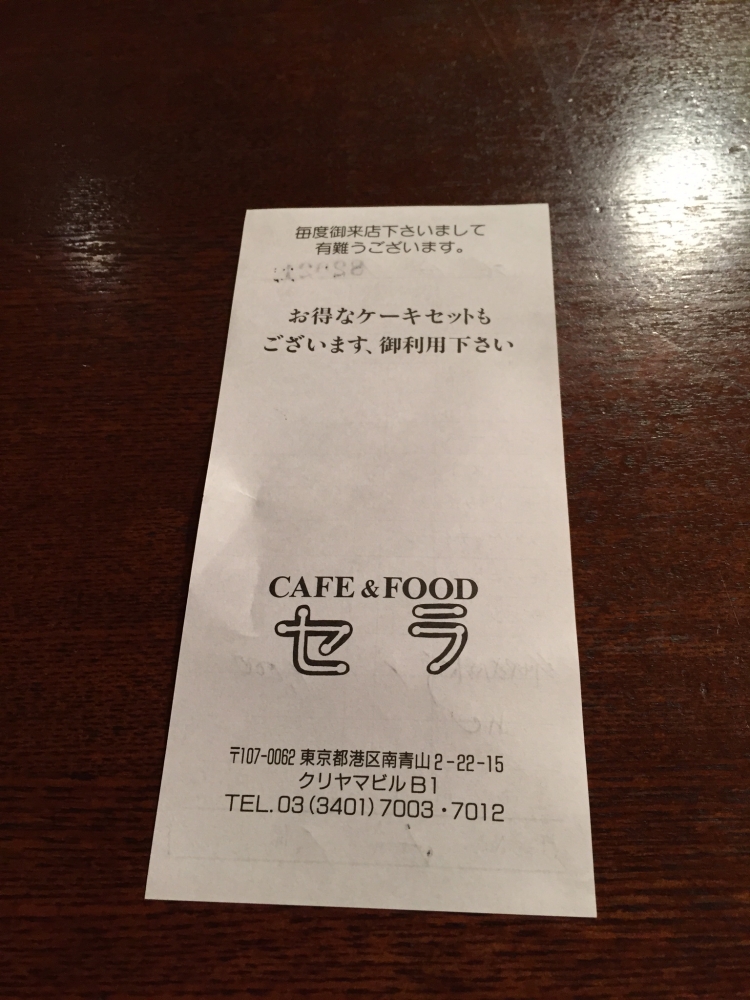 毎度御来店下さいまして
有難うございます。
お得なケーキセットも
ございます、御利用下さい
CAFE & FOOD
セラ
〒107-0062 東京都港区南青山2-22-15
クリヤマビルB1
TEL. 03 (3401) 7003・7012